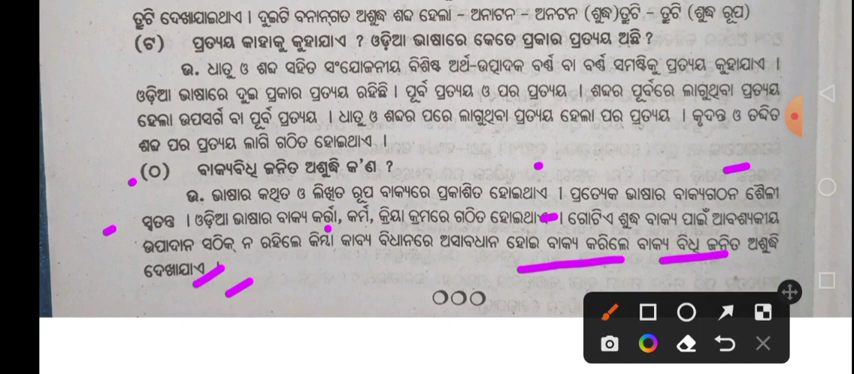 ତ୍ରୁଟି ଦେଖାଯାଇଥାଏ । ଦୁଇଟି ବନାନ୍‌ଗତ ଅଶୁଦ୍ଧ ଶବ୍ଦ ହେଲା - ଅନାଟନ - ଅନଟନ (ଶୁଦ୍ଧ)ତ୍ରୁଟି - ତ୍ରୁଟି (ଶୁଦ୍ଧ ରୂପ)
(ଟ) ପ୍ରତ୍ୟୟ କାହାକୁ କୁହାଯାଏ ? ଓଡ଼ିଆ ଭାଷାରେ କେତେ ପ୍ରକାର ପ୍ରତ୍ୟୟ ଅଛି ?
ଉ. ଧାତୁ ଓ ଶବ୍ଦ ସହିତ ସଂଯୋଜନୀୟ ବିଶିଷ୍ଟ ଅର୍ଥ-ଉତ୍ପାଦକ ବର୍ଣ୍ଣ ବା ବର୍ଣ୍ଣ ସମଷ୍ଟିକୁ ପ୍ରତ୍ୟୟ କୁହାଯାଏ ।
ଓଡ଼ିଆ ଭାଷାରେ ଦୁଇ ପ୍ରକାର ପ୍ରତ୍ୟୟ ରହିଛି । ପୂର୍ବ ପ୍ରତ୍ୟୟ ଓ ପର ପ୍ରତ୍ୟୟ । ଶବ୍ଦର ପୂର୍ବରେ ଲାଗୁଥିବା ପ୍ରତ୍ୟୟ
ହେଲା ଉପସର୍ଗ ବା ପୂର୍ବ ପ୍ରତ୍ୟୟ । ଧାତୁ ଓ ଶବ୍ଦର ପରେ ଲାଗୁଥିବା ପ୍ରତ୍ୟୟ ହେଲା ପର ପ୍ରତ୍ୟୟ । କୃଦନ୍ତ ଓ ତଦ୍ଧିତ
ଶବ୍ଦ ପର ପ୍ରତ୍ୟୟ ଲାଗି ଗଠିତ ହୋଇଥାଏ ।
(ଠ) ବାକ୍ୟବିଧି ଜନିତ ଅଶୁଦ୍ଧି କ'ଣ ?
ଉ. ଭାଷାର କଥିତ ଓ ଲିଖିତ ରୂପ ବାକ୍ୟରେ ପ୍ରକାଶିତ ହୋଇଥାଏ । ପ୍ରତ୍ୟେକ ଭାଷାର ବାକ୍ୟଗଠନ ଶୈଳୀ
ସ୍ୱତନ୍ତ୍ର । ଓଡ଼ିଆ ଭାଷାର ବାକ୍ୟ କର୍ତ୍ତା, କର୍ମ, କ୍ରିୟା କ୍ରମରେ ଗଠିତ ହୋଇଥାଏ । ଗୋଟିଏ ଶୁଦ୍ଧ ବାକ୍ୟ ପାଇଁ ଆବଶ୍ୟକୀୟ
ଉପାଦାନ ସଠିକ୍ ନ ରହିଲେ କିମ୍ବା କାବ୍ୟ ବିଧାନରେ ଅସାବଧାନ ହୋଇ ବାକ୍ୟ କରିଲେ ବାକ୍ୟ ବିଧି ଜନିତ ଅଶୁଦ୍ଧି
ଦେଖାଯାଏ ।